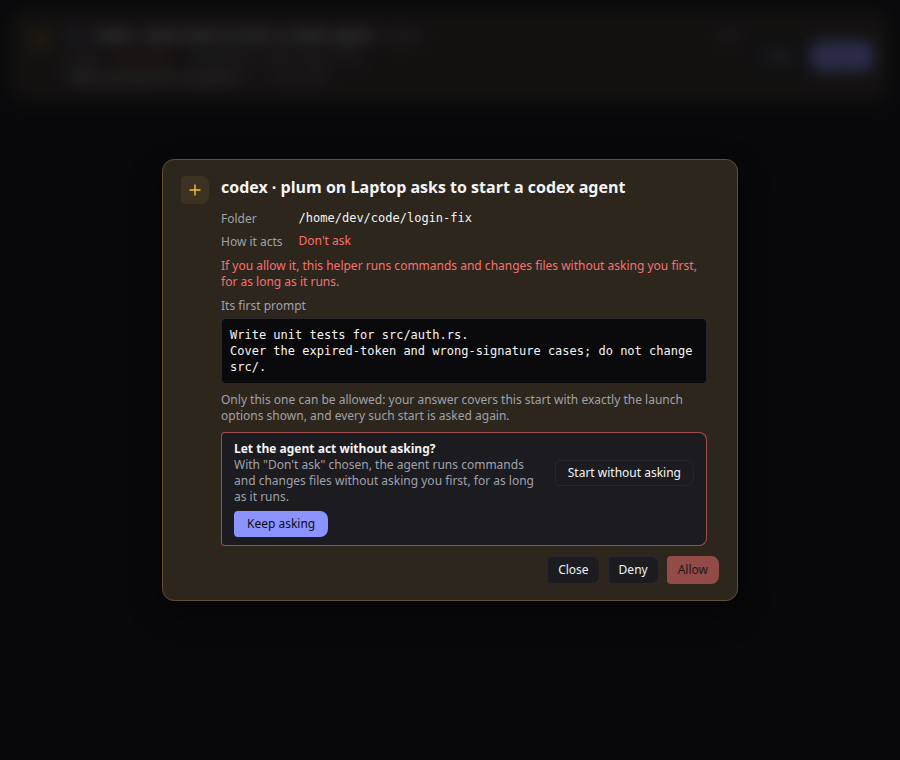 codex · plum on Laptop asks to start a codex agent
Folder /home/dev/code/login-fix
How it acts Don't ask
If you allow it, this helper runs commands and changes files without asking you first,
for as long as it runs.
Its first prompt
Write unit tests for src/auth.rs.
Cover the expired-token and wrong-signature cases; do not change
src/.
Only this one can be allowed: your answer covers this start with exactly the launch
options shown, and every such start is asked again.
Let the agent act without asking?
With "Don't ask" chosen, the agent runs commands
and changes files without asking you first, for as long
as it runs.
Start without asking
Keep asking
Close Deny Allow